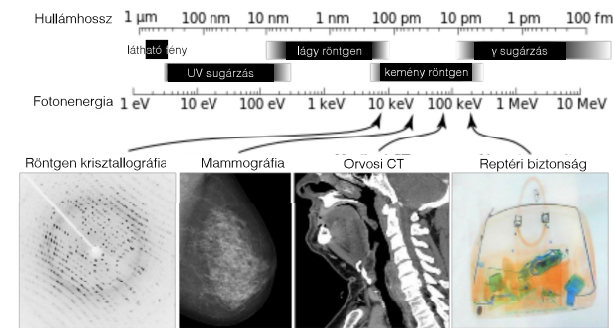 Hullámhossz 1 µm 100 nm 10 nm 1 nm 100 pm 10 pm 1 pm 100 fm
látható fény lágy röntgen γ sugárzás
UV sugárzás kemény röntgen
Fotonenergia 1 eV 10 eV 100 eV 1 keV 10 keV 100 keV 1 MeV 10 MeV
Röntgen krisztallográfia Mammográfia Orvosi CT Reptéri biztonság